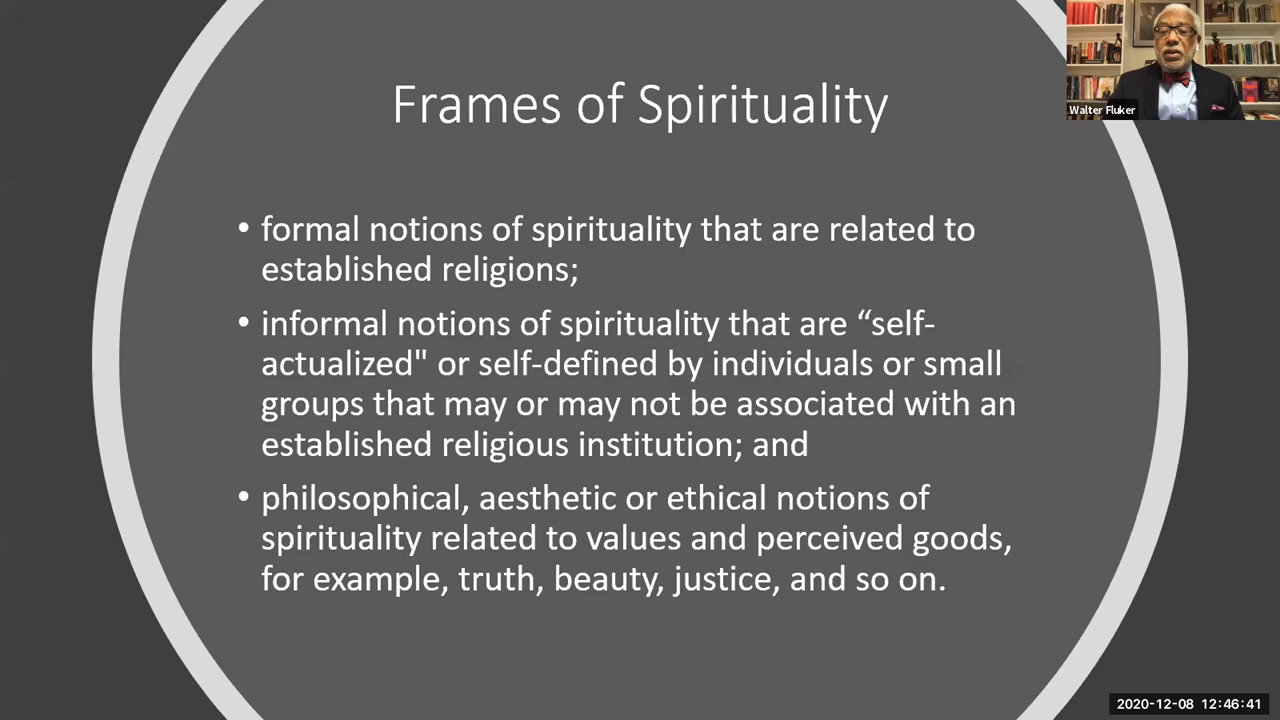 Frames of Spirituality
Walter Fluker
• formal notions of spirituality that are related to
established religions;
• informal notions of spirituality that are “self-
actualized" or self-defined by individuals or small
groups that may or may not be associated with an
established religious institution; and
• philosophical, aesthetic or ethical notions of
spirituality related to values and perceived goods,
for example, truth, beauty, justice, and so on.
2020-12-08 12:46:41